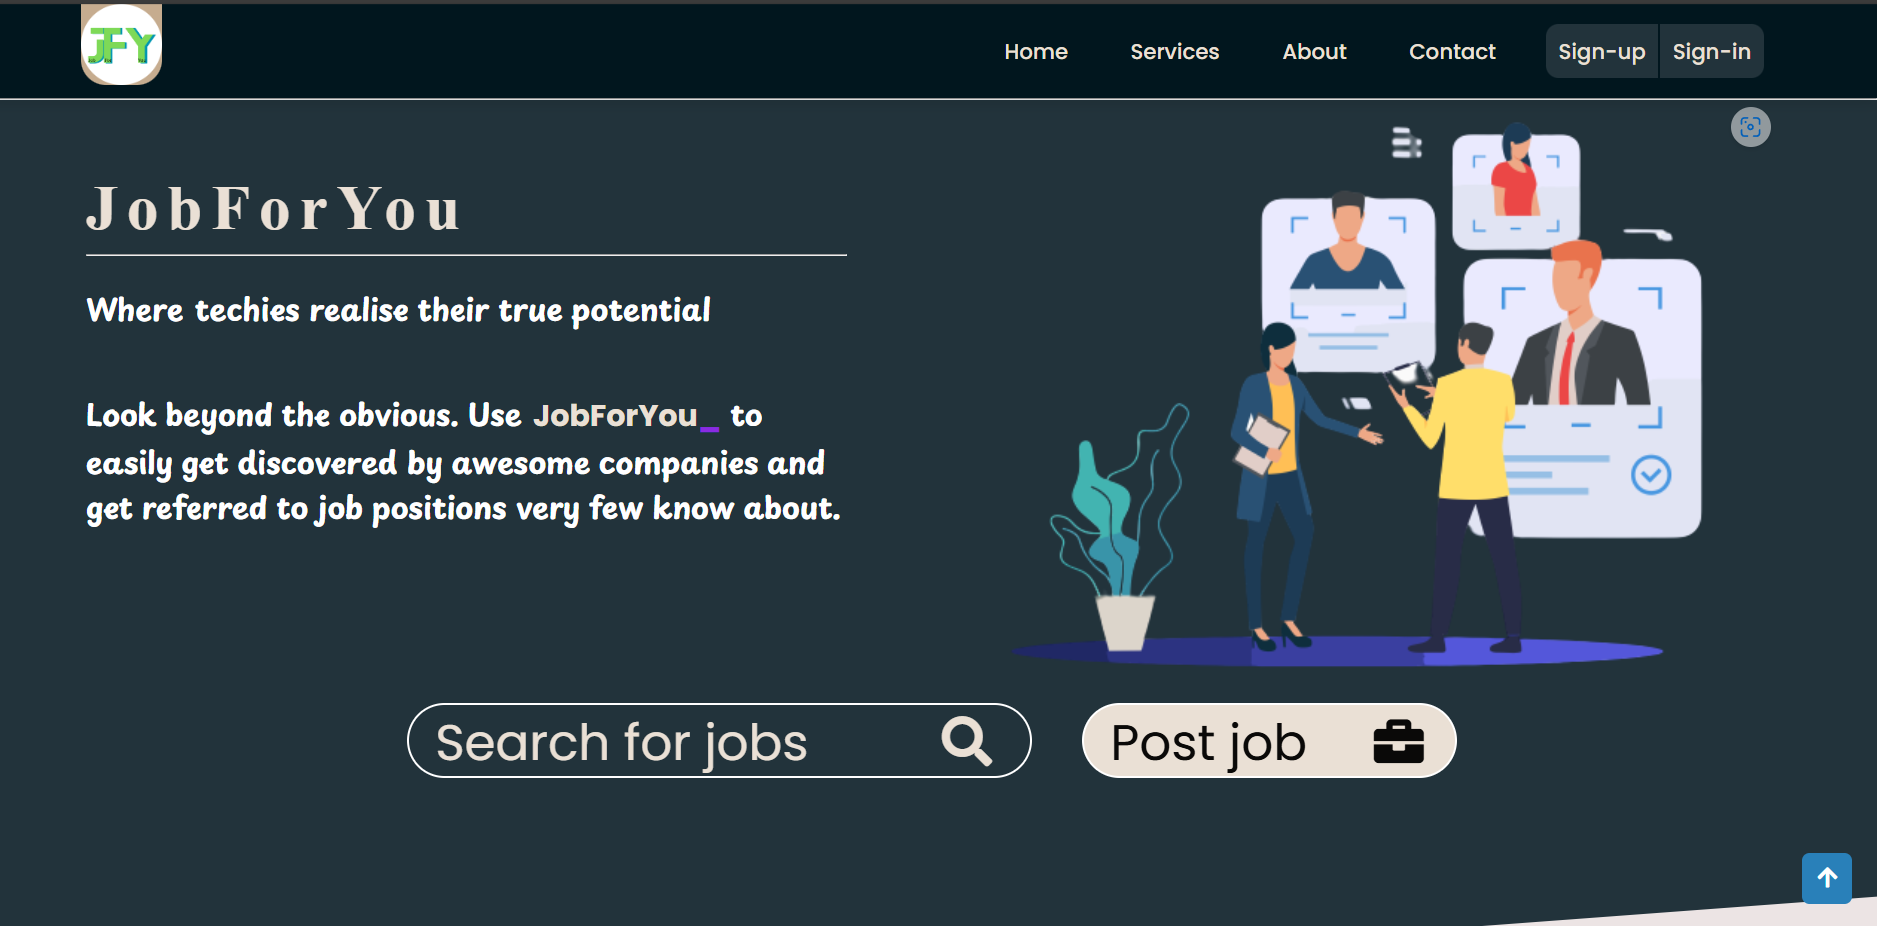 JFY
Home Services About Contact Sign-up Sign-in
JobForYou
Where techies realise their true potential
Look beyond the obvious. Use JobForYou_ to
easily get discovered by awesome companies and
get referred to job positions very few know about.
Search for jobs
Post job